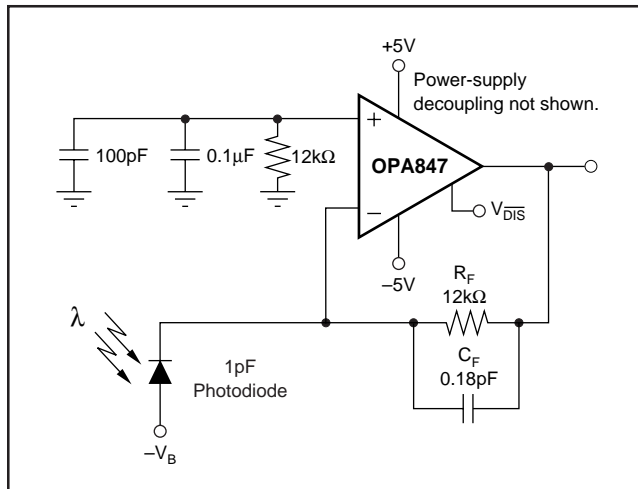 +5V
Power-supply
decoupling not shown.
100pF
0.1µF
12kΩ
+
OPA847
−
V_DIS̅
−5V
R_F
12kΩ
C_F
0.18pF
λ
1pF
Photodiode
−V_B